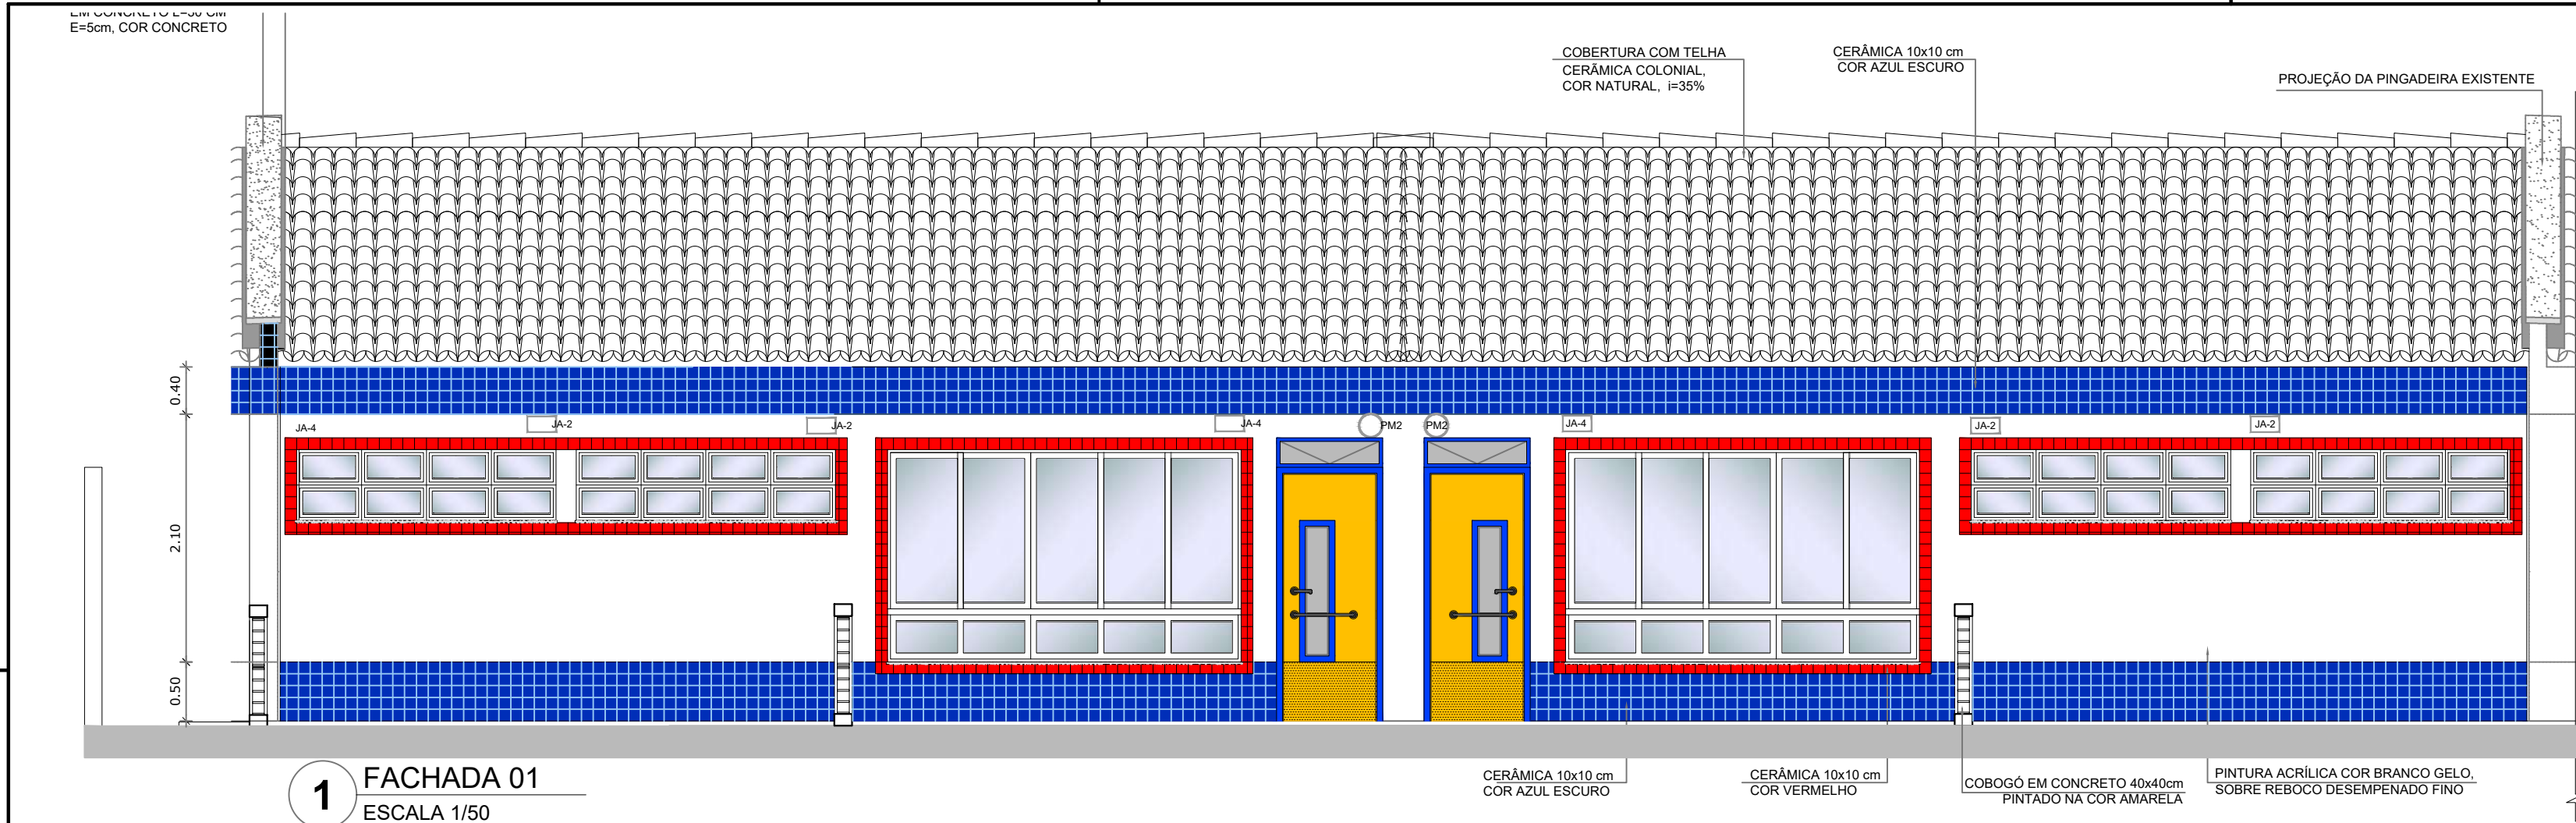 EM CONCRETO L=30 CM
E=5cm, COR CONCRETO
COBERTURA COM TELHA
CERÂMICA COLONIAL,
COR NATURAL, i=35%
CERÂMICA 10x10 cm
COR AZUL ESCURO
PROJEÇÃO DA PINGADEIRA EXISTENTE
0.40
2.10
0.50
JA-4
JA-2
JA-2
JA-4
PM2
PM2
JA-4
JA-2
JA-2
CERÂMICA 10x10 cm
COR AZUL ESCURO
CERÂMICA 10x10 cm
COR VERMELHO
COBOGÓ EM CONCRETO 40x40cm
PINTADO NA COR AMARELA
PINTURA ACRÍLICA COR BRANCO GELO,
SOBRE REBOCO DESEMPENADO FINO
1
FACHADA 01
ESCALA 1/50